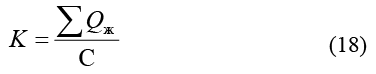 K = ∑Qж / С (18)